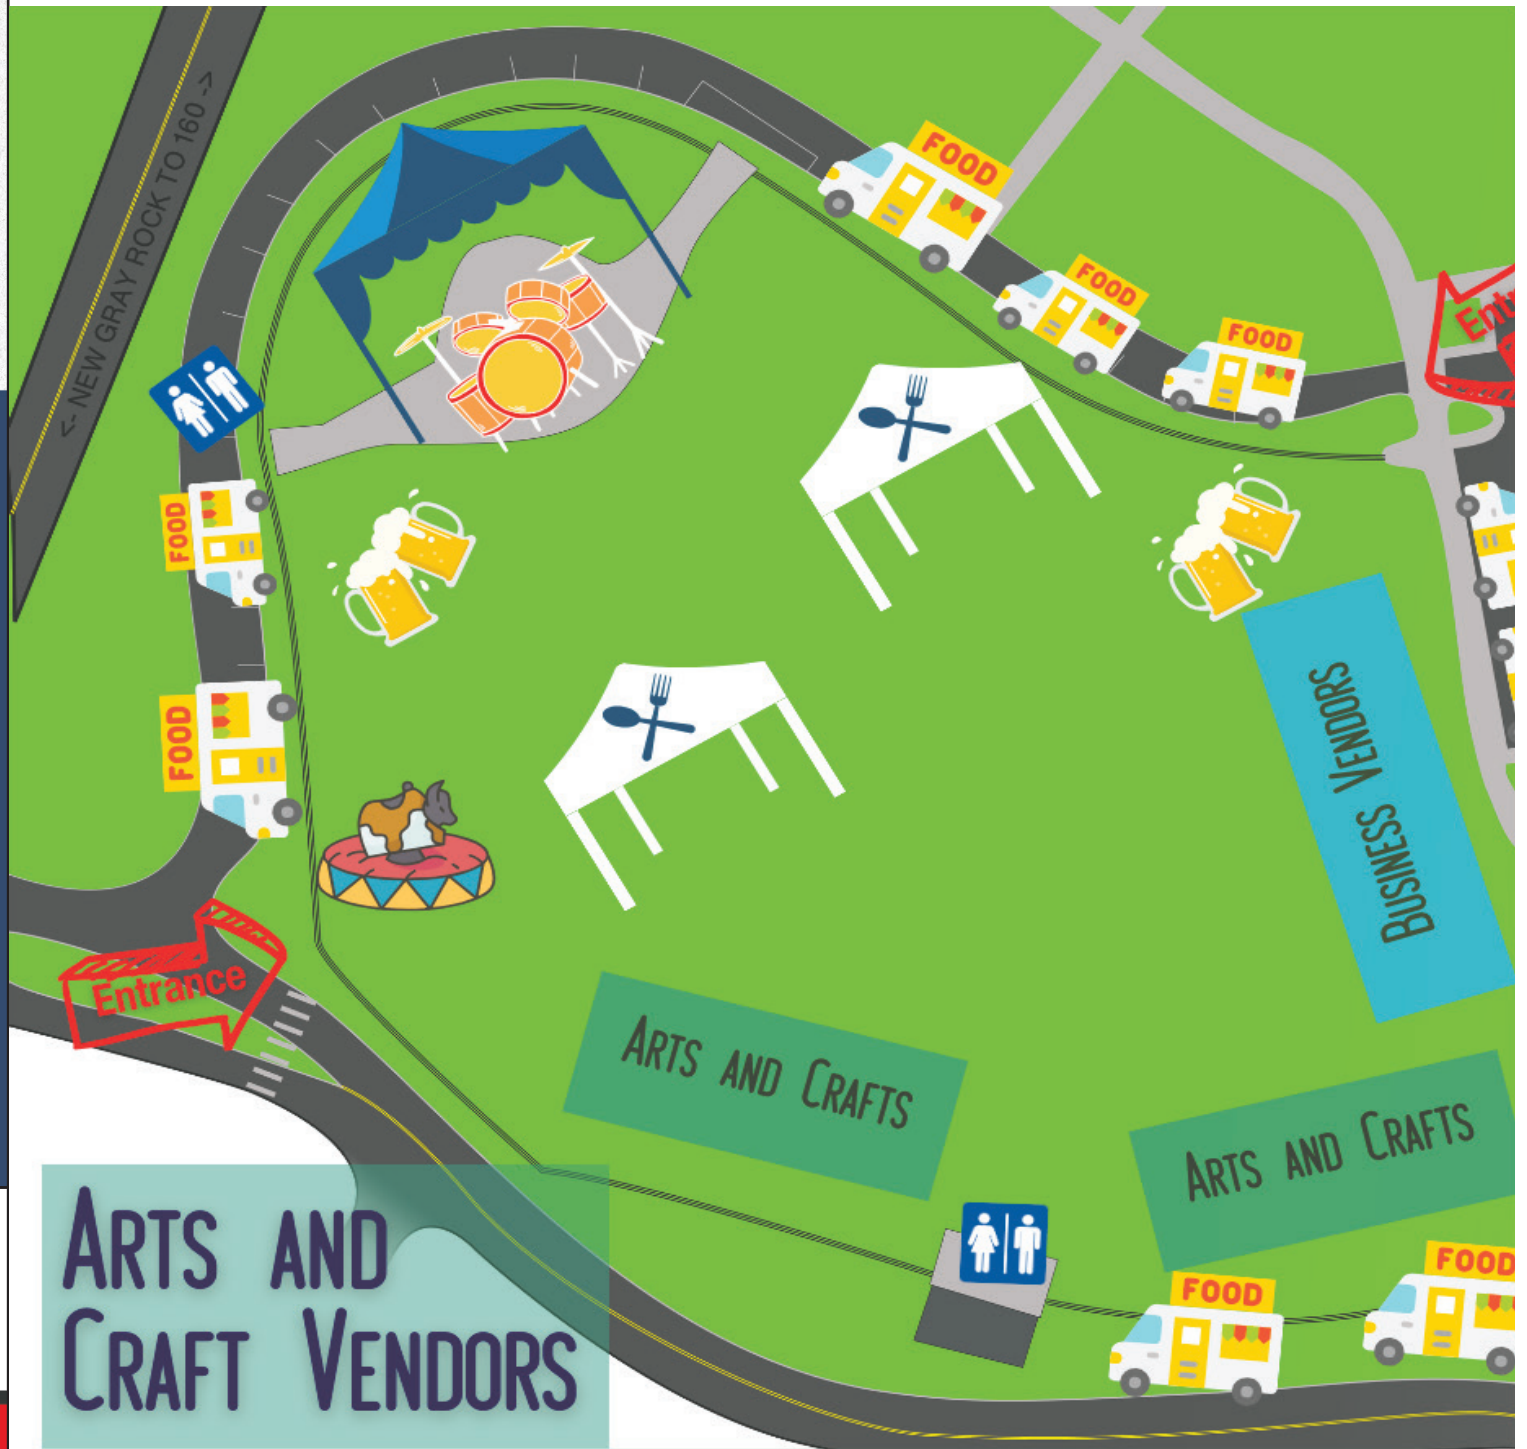 <- NEW GRAY ROCK TO 160 ->
FOOD
FOOD
FOOD
FOOD
FOOD
Entrance
BUSINESS VENDORS
ARTS AND CRAFTS
ARTS AND CRAFTS
FOOD
FOOD
ARTS AND
CRAFT VENDORS